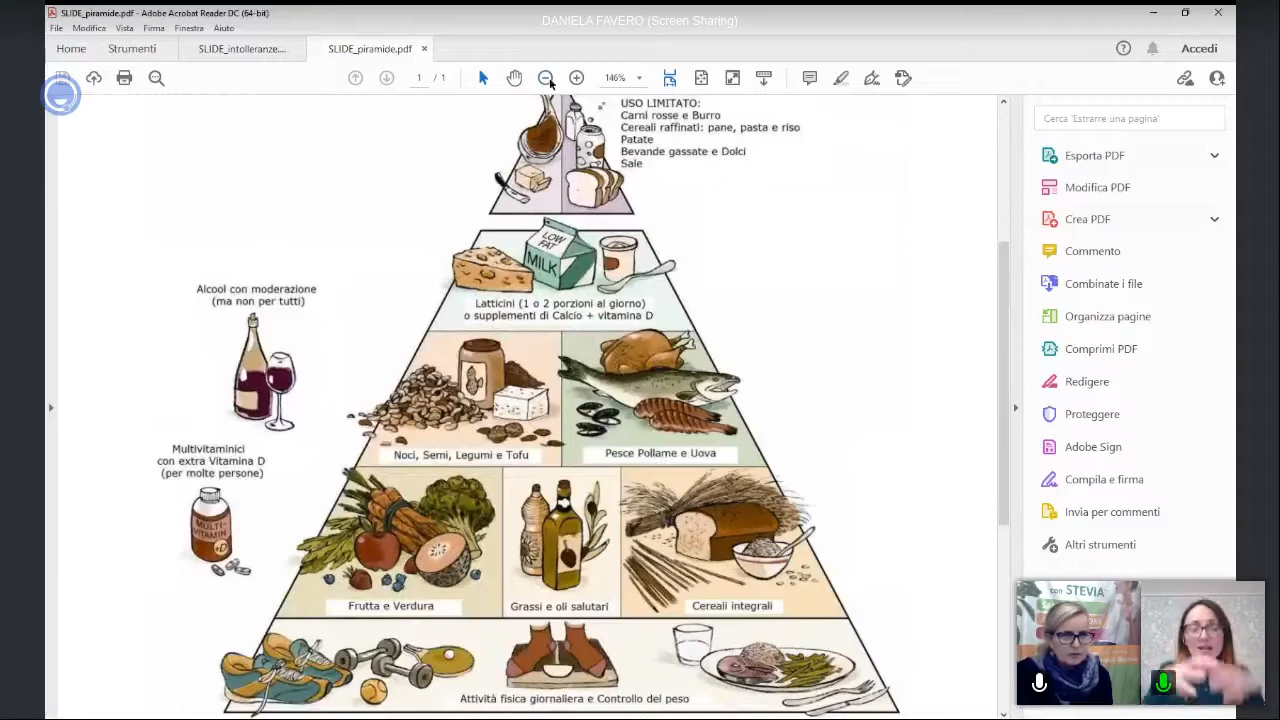 SLIDE_piramide.pdf - Adobe Acrobat Reader DC (64-bit)
DANIELA FAVERO (Screen Sharing)
File Modifica Vista Firma Finestra Aiuto
Home Strumenti SLIDE_intolleranze.... SLIDE_piramide.pdf Accedi
1 / 1 146%
USO LIMITATO:
Carni rosse e Burro
Cereali raffinati: pane, pasta e riso
Patate
Bevande gassate e Dolci
Sale
LOW
FAT
MILK
Latticini (1 o 2 porzioni al giorno)
o supplementi di Calcio + vitamina D
Alcool con moderazione
(ma non per tutti)
Noci, Semi, Legumi e Tofu
Pesce Pollame e Uova
Multivitaminici
con extra Vitamina D
(per molte persone)
MULTI-
VITAMIN
+D
Frutta e Verdura
Grassi e oli salutari
Cereali integrali
Attività fisica giornaliera e Controllo del peso
Cerca 'Estrarre una pagina'
Esporta PDF
Modifica PDF
Crea PDF
Commento
Combinate i file
Organizza pagine
Comprimi PDF
Redigere
Proteggere
Adobe Sign
Compila e firma
Invia per commenti
Altri strumenti
con STEVIA